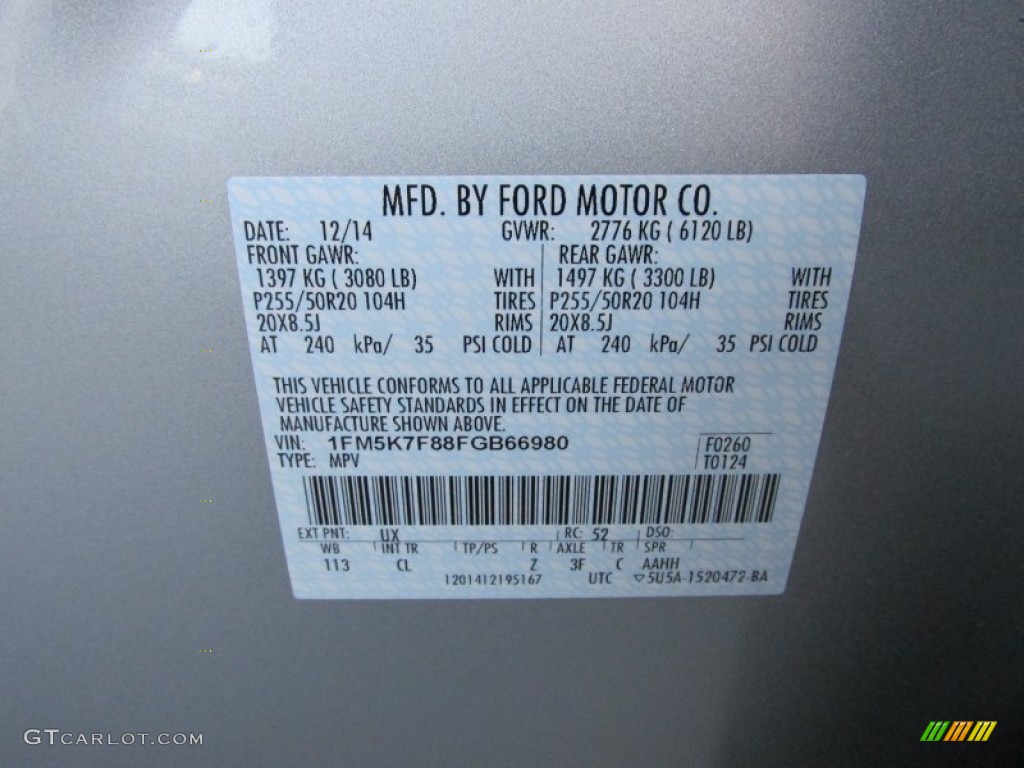 MFD. BY FORD MOTOR CO.
DATE: 12/14 GVWR: 2776 KG ( 6120 LB)
FRONT GAWR: REAR GAWR:
1397 KG ( 3080 LB) WITH 1497 KG ( 3300 LB) WITH
P255/50R20 104H TIRES P255/50R20 104H TIRES
20X8.5J RIMS 20X8.5J RIMS
AT 240 kPa/ 35 PSI COLD AT 240 kPa/ 35 PSI COLD
THIS VEHICLE CONFORMS TO ALL APPLICABLE FEDERAL MOTOR
VEHICLE SAFETY STANDARDS IN EFFECT ON THE DATE OF
MANUFACTURE SHOWN ABOVE.
VIN: 1FM5K7F88FGB66980 F0260
TYPE: MPV T0124
EXT PNT: UX RC: 52 DSO:
WB INT TR TP/PS R AXLE TR SPR
113 CL Z 3F C AAHH
1201412195167 UTC ▽5U5A-1520472-BA
GTCARLOT.COM